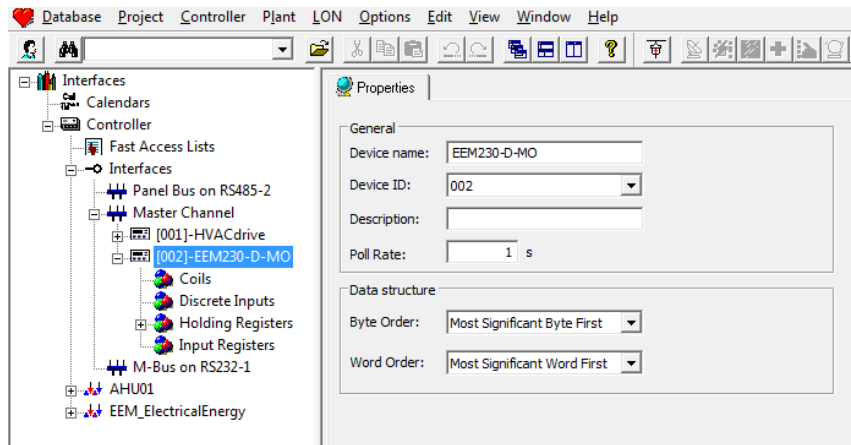 Database Project Controller Plant LON Options Edit View Window Help
Interfaces
Calendars
Controller
Fast Access Lists
Interfaces
Panel Bus on RS485-2
Master Channel
[001]-HVACdrive
[002]-EEM230-D-MO
Coils
Discrete Inputs
Holding Registers
Input Registers
M-Bus on RS232-1
AHU01
EEM_ElectricalEnergy
Properties
General
Device name: EEM230-D-MO
Device ID: 002
Description:
Poll Rate: 1 s
Data structure
Byte Order: Most Significant Byte First
Word Order: Most Significant Word First